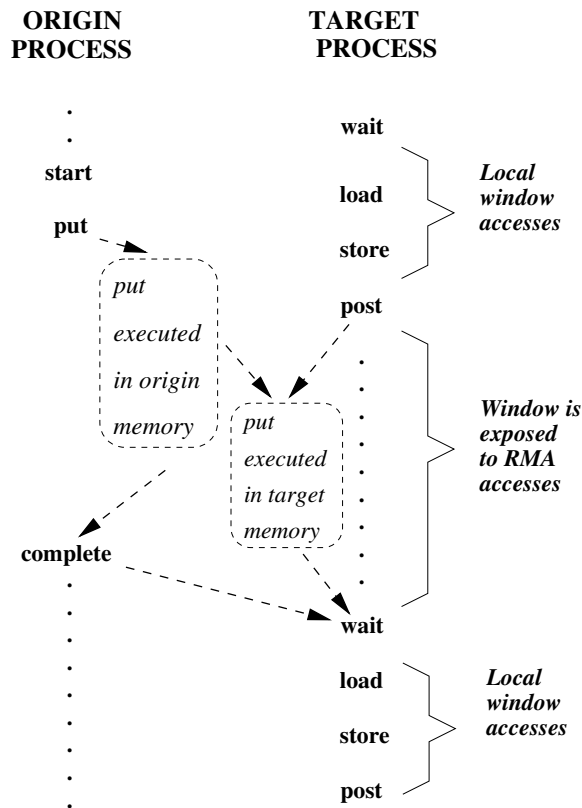 ORIGIN
PROCESS
TARGET
PROCESS
start
put
put
executed
in origin
memory
complete
wait
load
store
post
put
executed
in target
memory
wait
load
store
post
Local
window
accesses
Window is
exposed
to RMA
accesses
Local
window
accesses